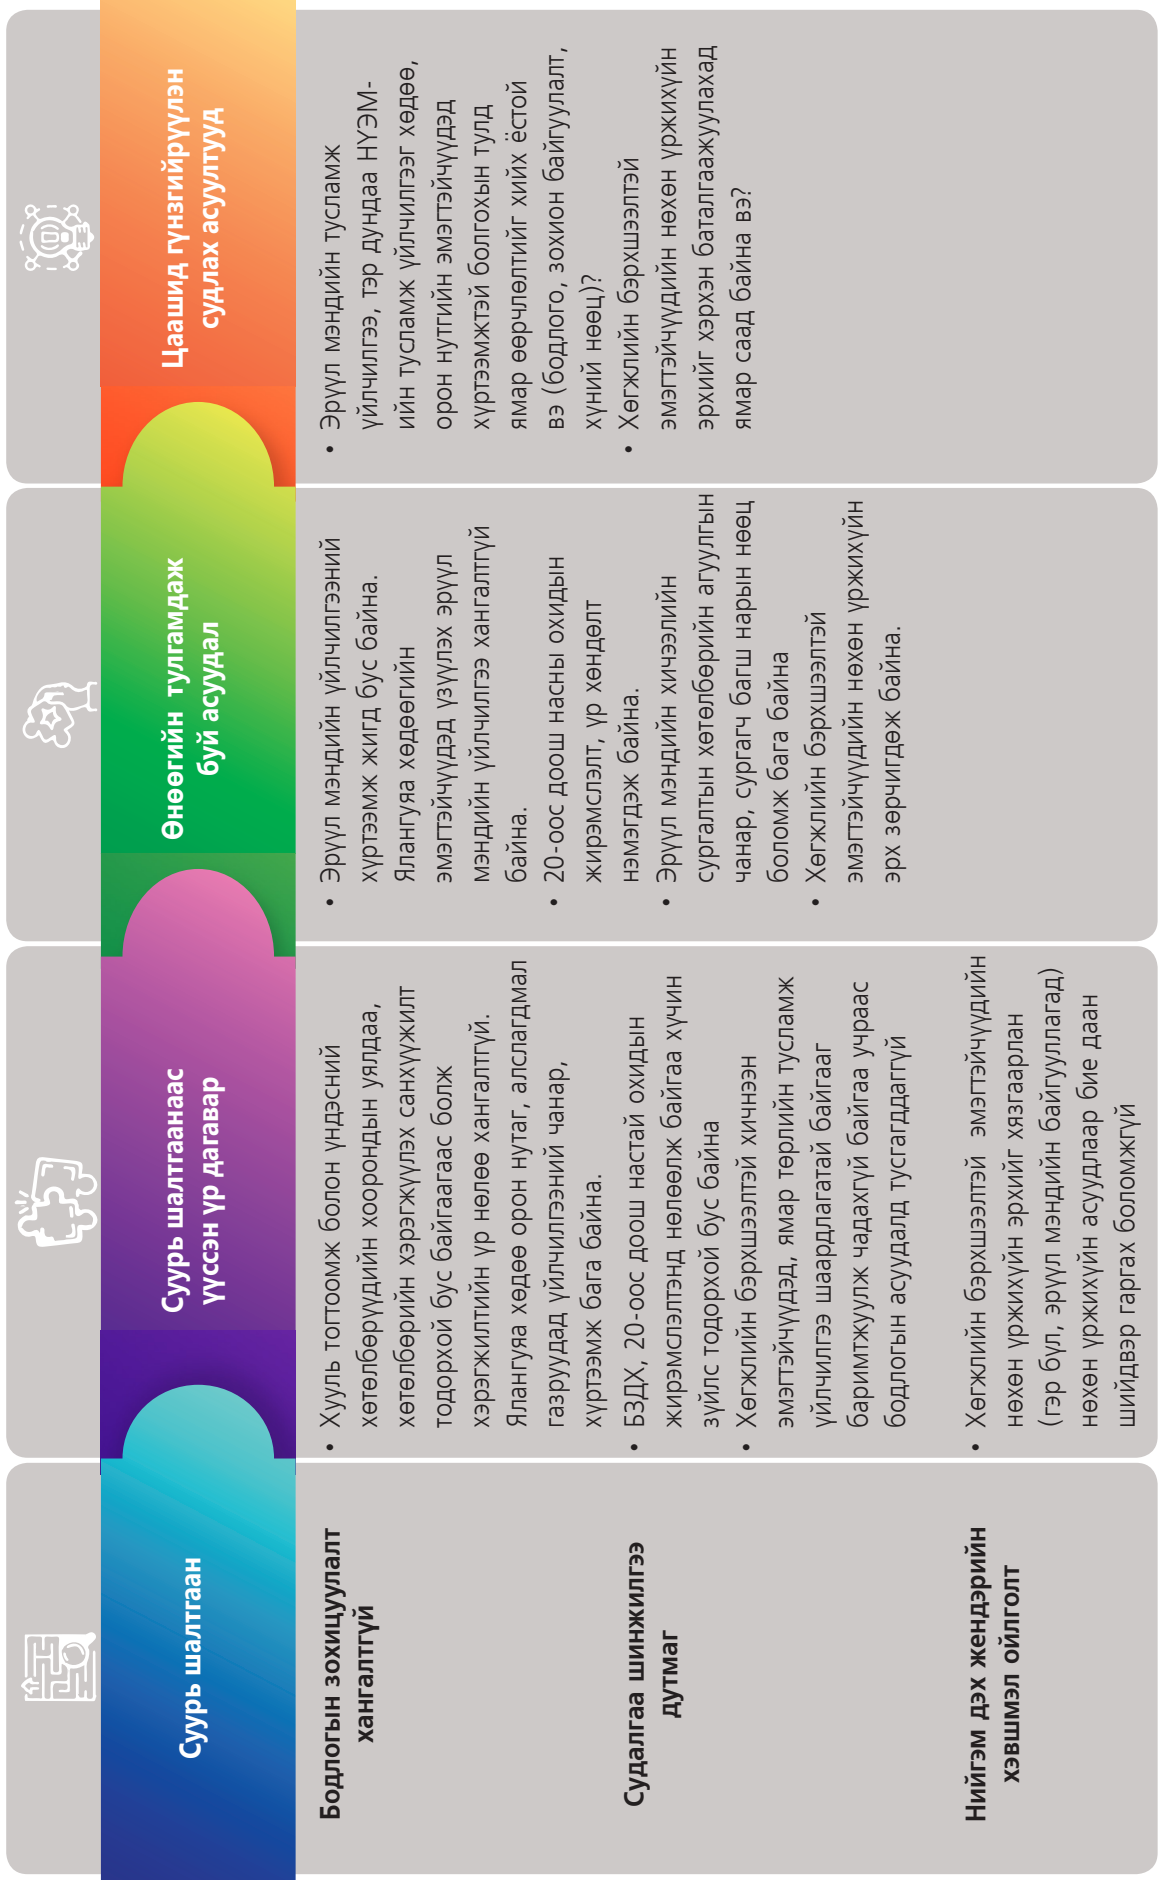 Суурь шалтгаан
Бодлогын зохицуулалт
хангалтгүй
Судалгаа шинжилгээ
дутмаг
Нийгэм дэх жендэрийн
хэвшмэл ойлголт
Суурь шалтгаанаас
үүссэн үр дагавар
• Хууль тогтоомж болон үндэсний
хөтөлбөрүүдийн хоорондын уялдаа,
хөтөлбөрийн хэрэгжүүлэх санхүүжилт
тодорхой бус байгаагаас болж
хэрэгжилтийн үр нөлөө хангалтгүй.
Ялангуяа хөдөө орон нутаг, алслагдмал
газруудад үйлчилгээний чанар,
хүртээмж бага байна.
• БЗДХ, 20-оос доош настай охидын
жирэмслэлтэнд нөлөөлж байгаа хүчин
зүйлс тодорхой бус байна
• Хөгжлийн бэрхшээлтэй хичнээн
эмэгтэйчүүдэд, ямар төрлийн тусламж
үйлчилгээ шаардлагатай байгааг
баримтжуулж чадахгүй байгаа учраас
бодлогын асуудалд тусгагддаггүй
• Хөгжлийн бэрхшээлтэй эмэгтэйчүүдийн
нөхөн үржихүйн эрхийг хязгаарлан
(гэр бүл, эрүүл мэндийн байгууллагад)
нөхөн үржихүйн асуудлаар бие даан
шийдвэр гаргах боломжгүй
Өнөөгийн тулгамдаж
буй асуудал
• Эрүүл мэндийн үйлчилгээний
хүртээмж жигд бус байна.
Ялангуяа хөдөөгийн
эмэгтэйчүүдэд үзүүлэх эрүүл
мэндийн үйлчилгээ хангалтгүй
байна.
• 20-оос доош насны охидын
жирэмслэлт, үр хөндөлт
нэмэгдэж байна.
• Эрүүл мэндийн хичээлийн
сургалтын хөтөлбөрийн агуулгын
чанар, сургагч багш нарын нөөц
боломж бага байна
• Хөгжлийн бэрхшээлтэй
эмэгтэйчүүдийн нөхөн үржихүйн
эрх зөрчигдөж байна.
Цаашид гүнзгийрүүлэн
судлах асуултууд
• Эрүүл мэндийн тусламж
үйлчилгээ, тэр дундаа НҮЭМ-
ийн тусламж үйлчилгээг хөдөө,
орон нутгийн эмэгтэйчүүдэд
хүртээмжтэй болгохын тулд
ямар өөрчлөлтийг хийх ёстой
вэ (бодлого, зохион байгуулалт,
хүний нөөц)?
• Хөгжлийн бэрхшээлтэй
эмэгтэйчүүдийн нөхөн үржихүйн
эрхийг хэрхэн баталгаажуулахад
ямар саад байна вэ?